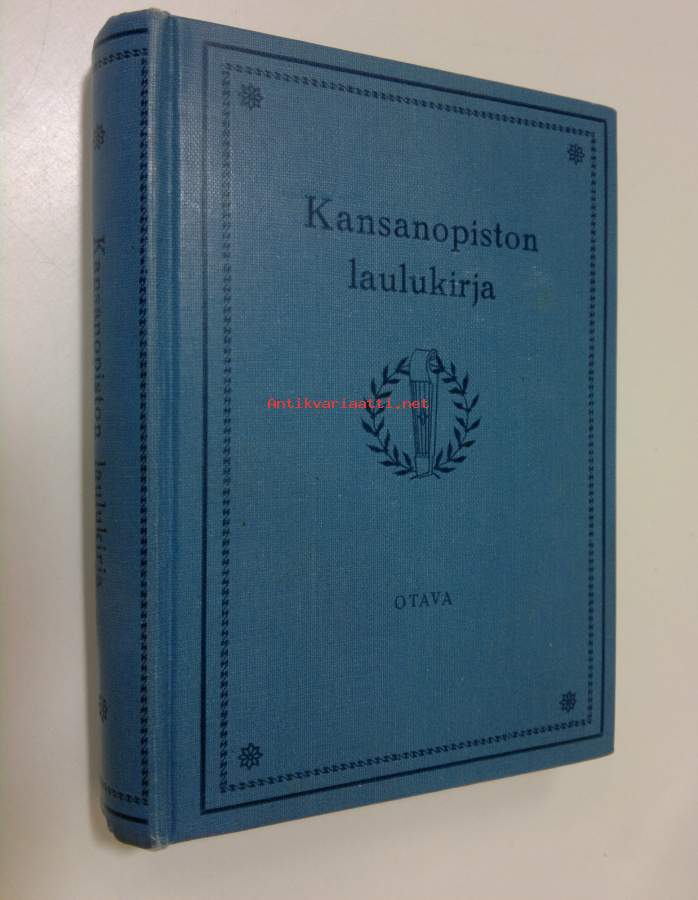 Kansanopiston
laulukirja
Antikvariaatti.net
OTAVA
Kansanopiston laulukirja